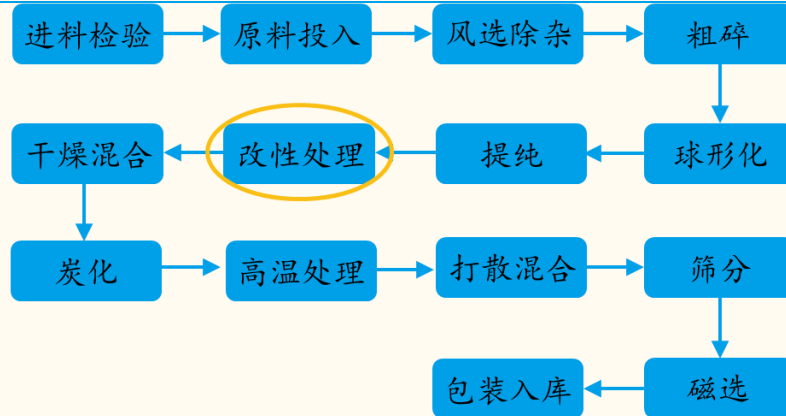 进料检验 原料投入 风选除杂 粗碎
干燥混合 改性处理 提纯 球形化
炭化 高温处理 打散混合 筛分
包装入库 磁选